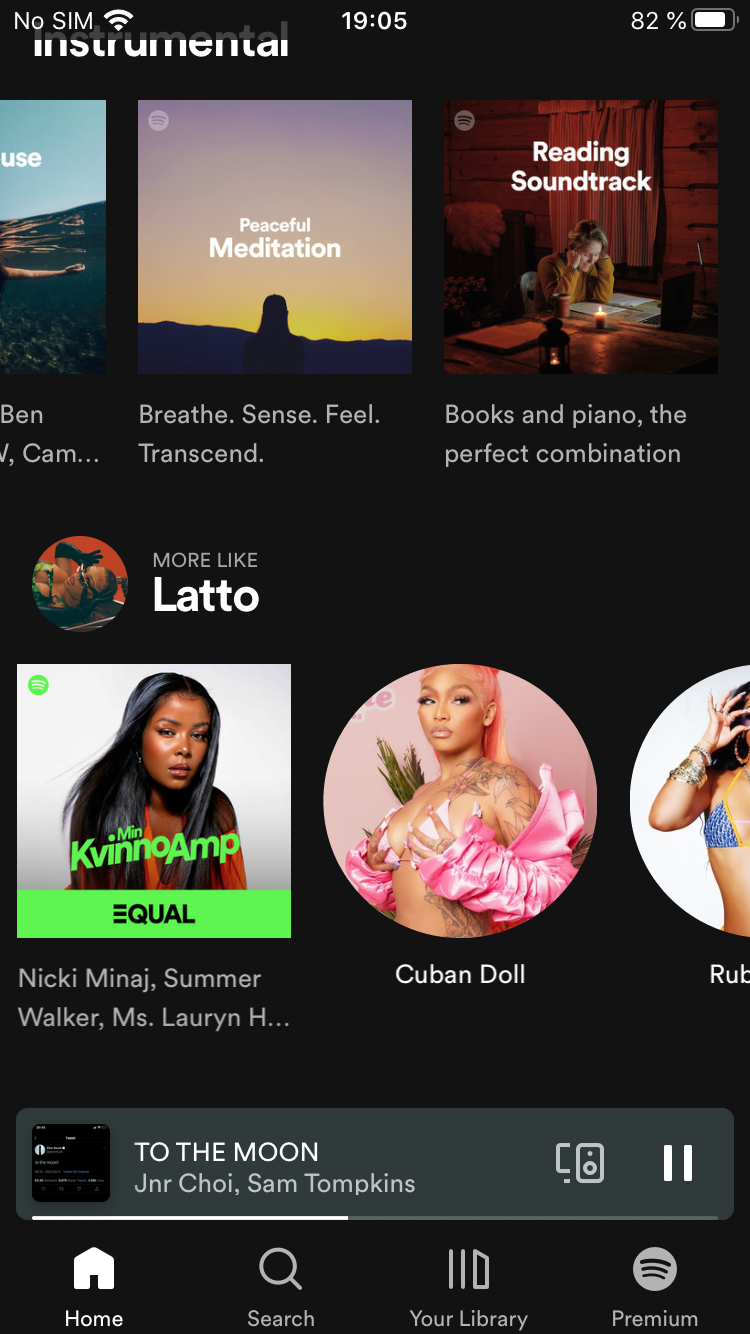 No SIM 19:05 82 %
Instrumental
use
Peaceful
Meditation
Reading
Soundtrack
Ben
Cam...
Breathe. Sense. Feel.
Transcend.
Books and piano, the
perfect combination
MORE LIKE
Latto
Min
KvinnoAmp
EQUAL
Nicki Minaj, Summer
Walker, Ms. Lauryn H...
Cuban Doll
Rub
TO THE MOON
Jnr Choi, Sam Tompkins
Home
Search
Your Library
Premium